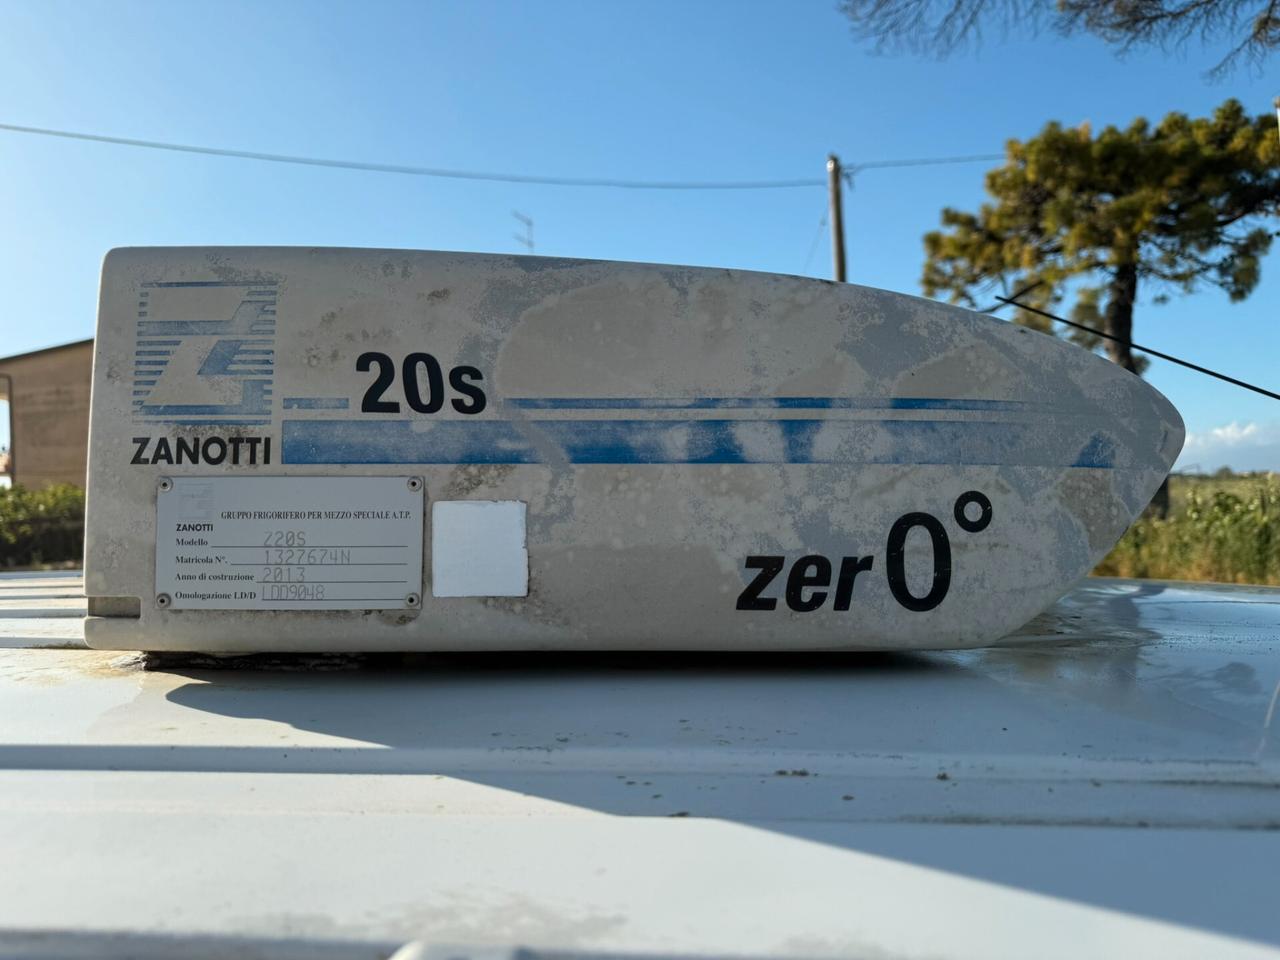 20s
ZANOTTI
GRUPPO FRIGORIFERO PER MEZZO SPECIALE A.T.P.
ZANOTTI
Modello Z20S
Matricola N°. 1327674N
Anno di costruzione 2013
Omologazione I.D/D LDD9048
zer0°